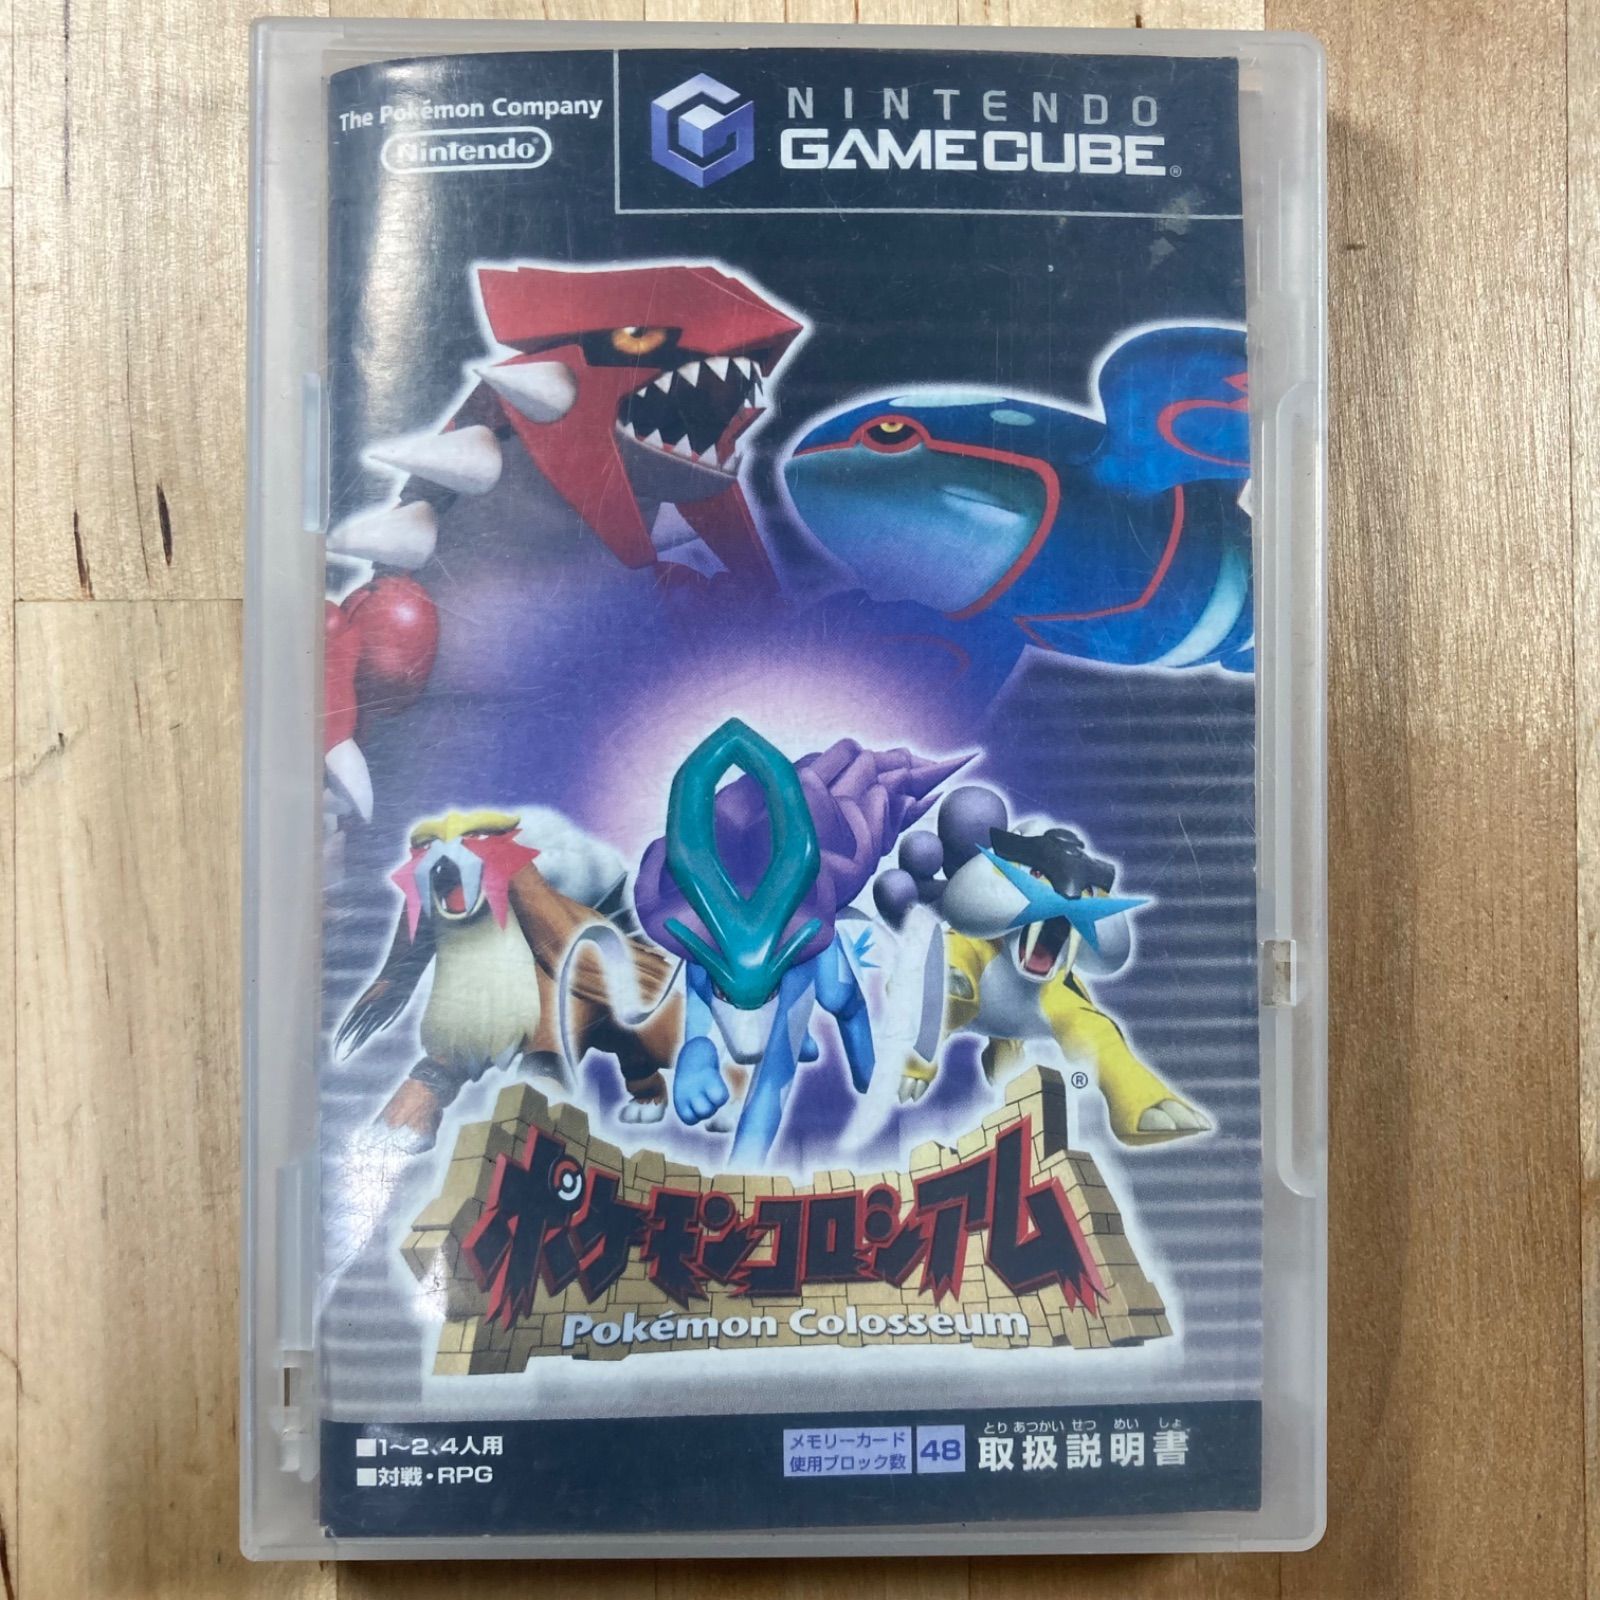 The Pokémon Company
Nintendo®
NINTENDO
GAMECUBE®
®
ポケモンコロシアム
Pokémon Colosseum
■1〜2、4人用
■対戦・RPG
メモリーカード
使用ブロック数
48
とり あつかい せつ めい しょ
取扱説明書